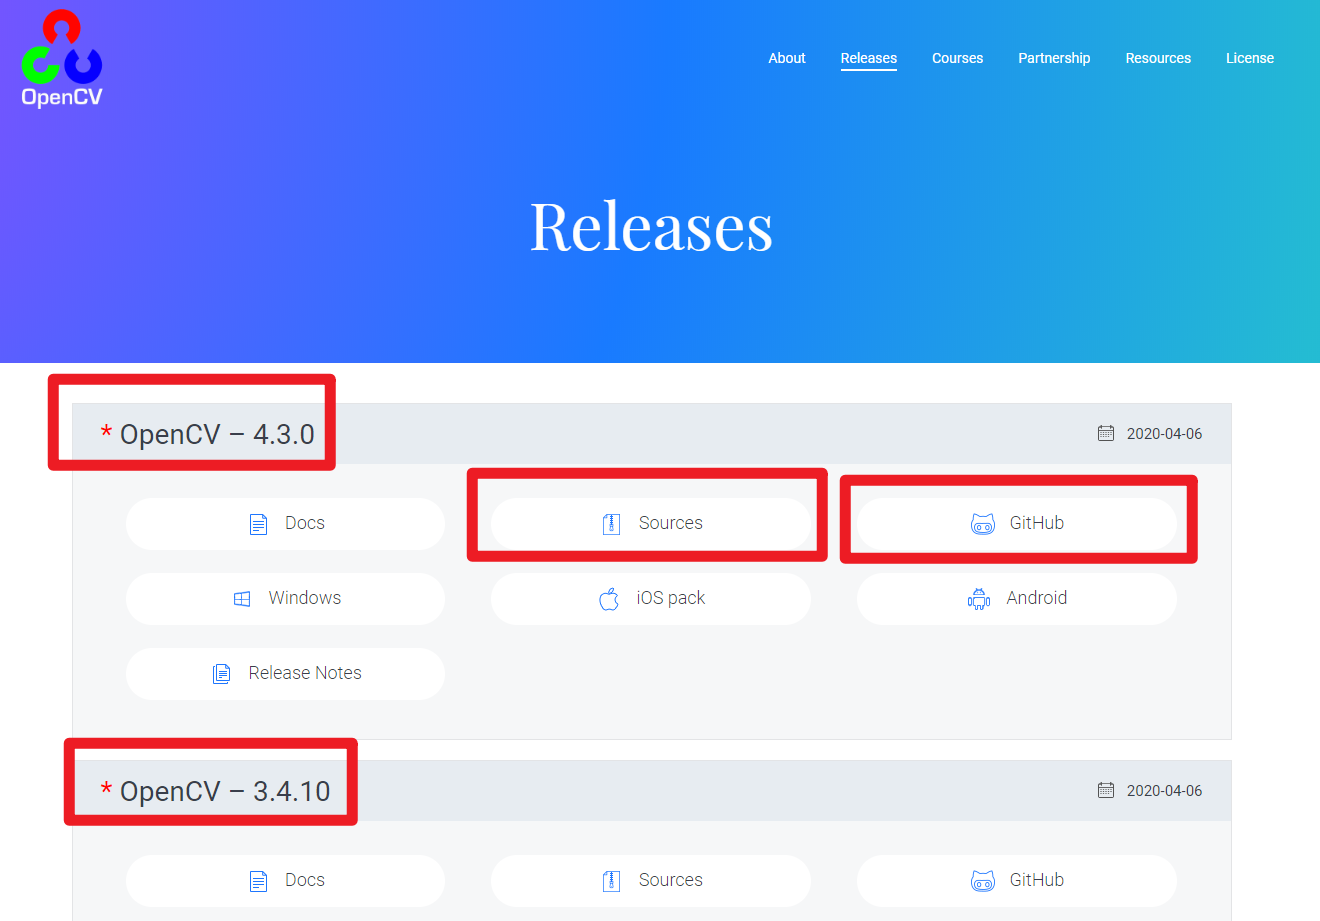 OpenCV
About Releases Courses Partnership Resources License
Releases
* OpenCV – 4.3.0 2020-04-06
Docs Sources GitHub
Windows iOS pack Android
Release Notes
* OpenCV – 3.4.10 2020-04-06
Docs Sources GitHub